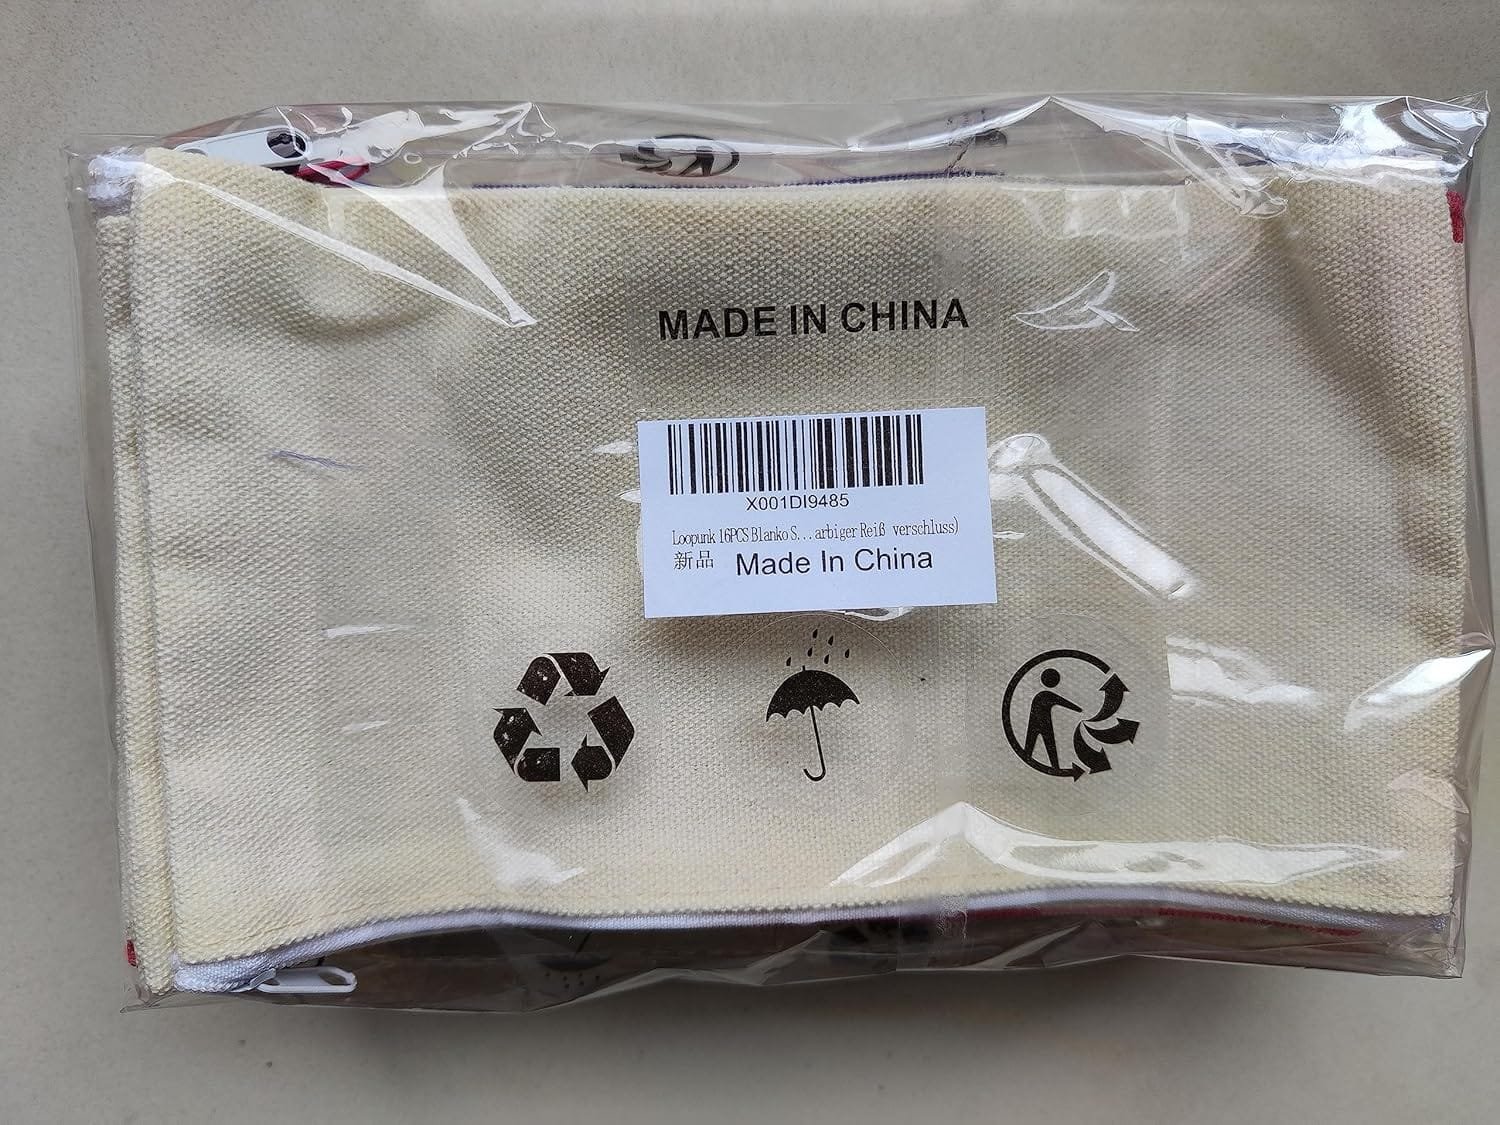 MADE IN CHINA
X001DI9485
Loopunk 16PCS Blanko S...arbiger Reiß verschluss)
新品 Made In China